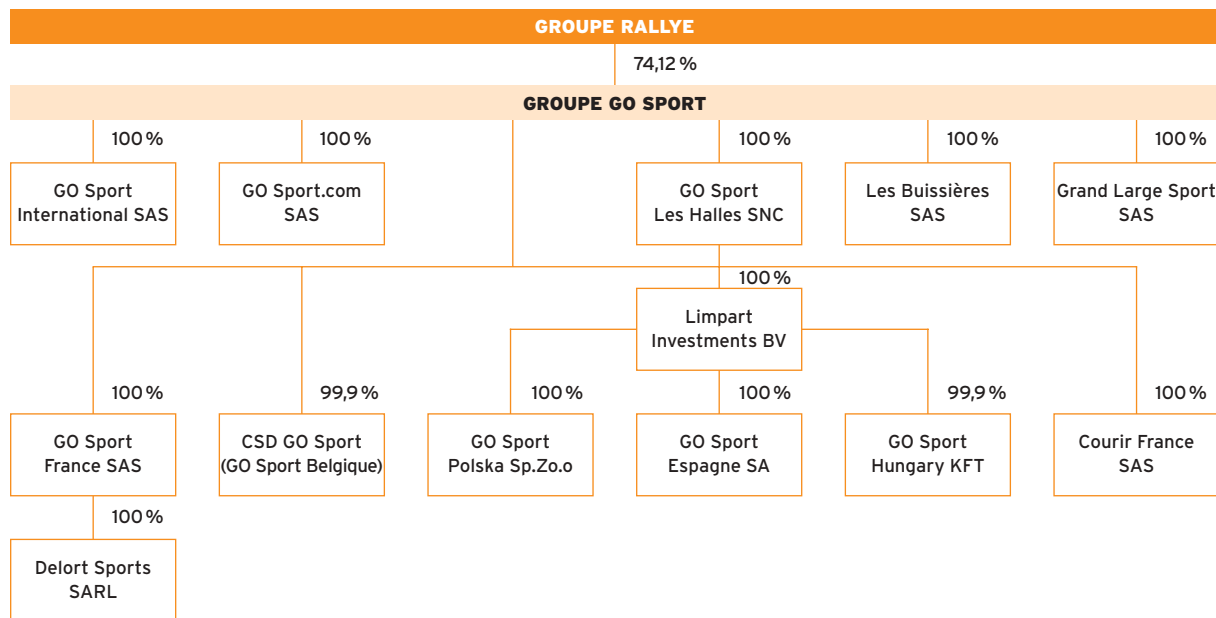 GROUPE RALLYE
74,12 %
GROUPE GO SPORT
100 %
100 %
100 %
100 %
100 %
GO Sport
International SAS
GO Sport.com
SAS
GO Sport
Les Halles SNC
Les Buissières
SAS
Grand Large Sport
SAS
100 %
Limpart
Investments BV
100 %
99,9 %
100 %
100 %
99,9 %
100 %
GO Sport
France SAS
CSD GO Sport
(GO Sport Belgique)
GO Sport
Polska Sp.Zo.o
GO Sport
Espagne SA
GO Sport
Hungary KFT
Courir France
SAS
100 %
Delort Sports
SARL